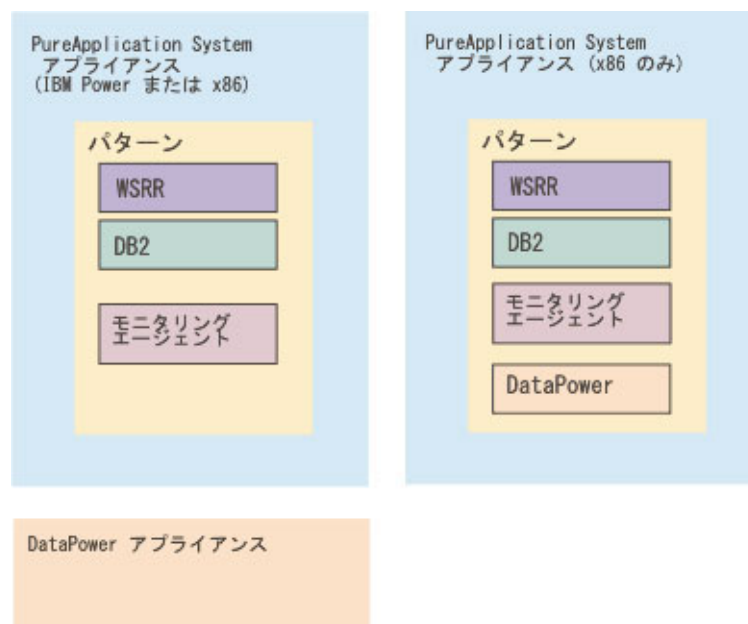 PureApplication System
アプライアンス
(IBM Power または x86)
パターン
WSRR
DB2
モニタリング
エージェント
PureApplication System
アプライアンス (x86 のみ)
パターン
WSRR
DB2
モニタリング
エージェント
DataPower
DataPower アプライアンス